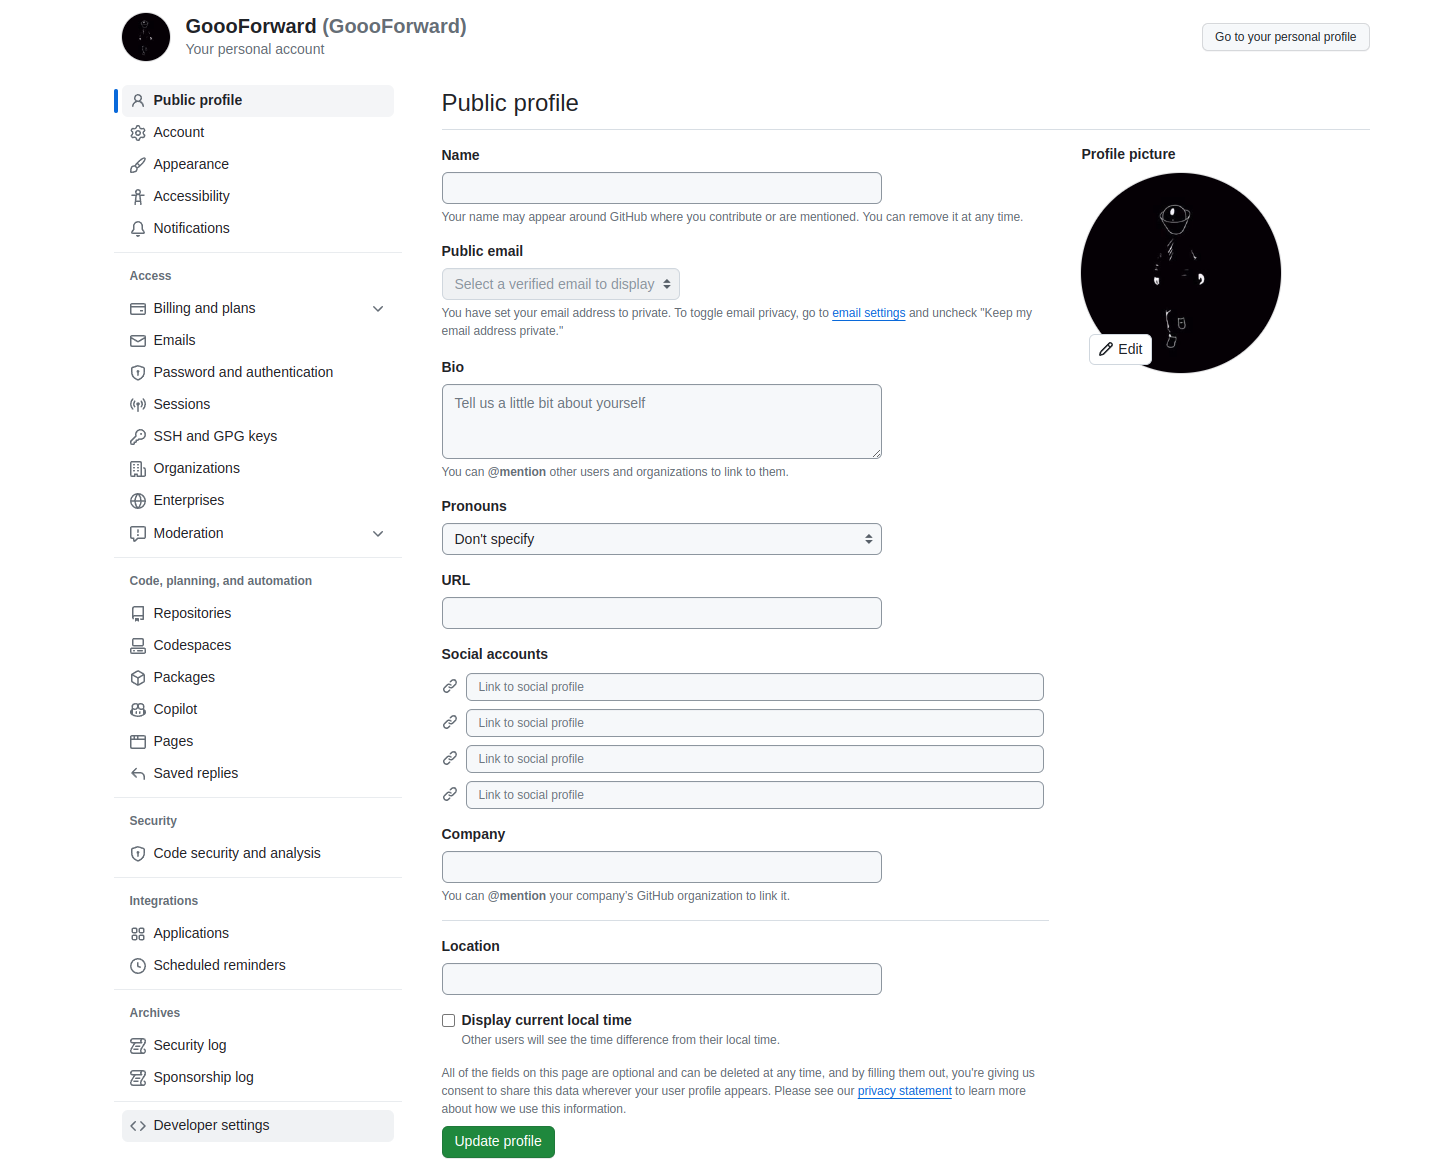 GoooForward (GoooForward)
Your personal account
Go to your personal profile
Public profile
Account
Appearance
Accessibility
Notifications
Access
Billing and plans
Emails
Password and authentication
Sessions
SSH and GPG keys
Organizations
Enterprises
Moderation
Code, planning, and automation
Repositories
Codespaces
Packages
Copilot
Pages
Saved replies
Security
Code security and analysis
Integrations
Applications
Scheduled reminders
Archives
Security log
Sponsorship log
Developer settings
Public profile
Name
Your name may appear around GitHub where you contribute or are mentioned. You can remove it at any time.
Public email
Select a verified email to display
You have set your email address to private. To toggle email privacy, go to email settings and uncheck "Keep my
email address private."
Bio
Tell us a little bit about yourself
You can @mention other users and organizations to link to them.
Pronouns
Don't specify
URL
Social accounts
Link to social profile
Link to social profile
Link to social profile
Link to social profile
Company
You can @mention your company's GitHub organization to link it.
Location
Display current local time
Other users will see the time difference from their local time.
All of the fields on this page are optional and can be deleted at any time, and by filling them out, you're giving us
consent to share this data wherever your user profile appears. Please see our privacy statement to learn more
about how we use this information.
Update profile
Profile picture
Edit